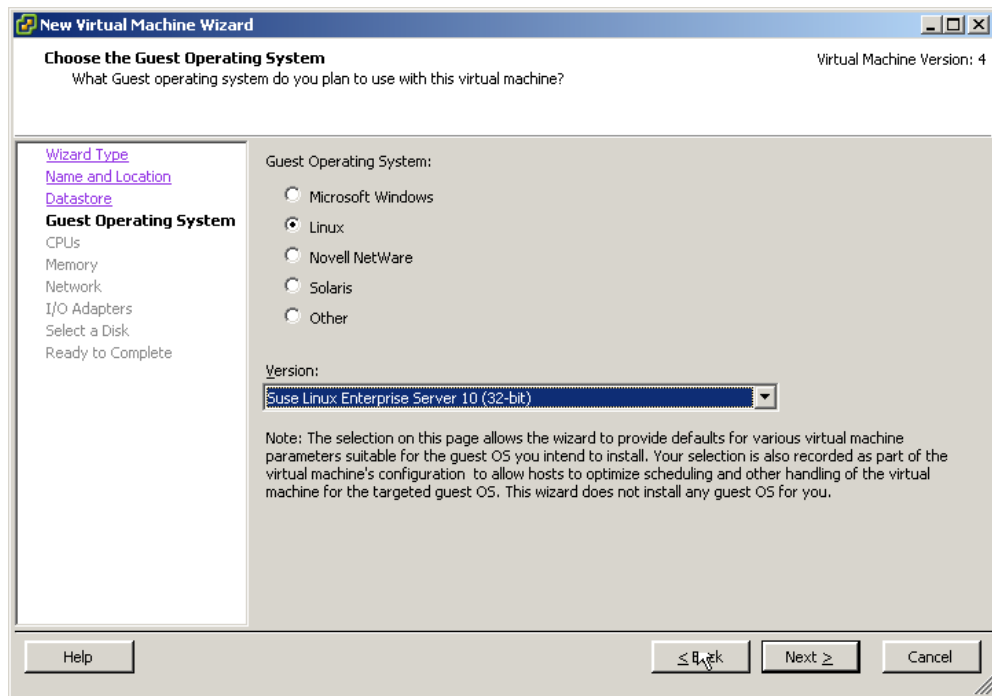 New Virtual Machine Wizard
Choose the Guest Operating System
Virtual Machine Version: 4
What Guest operating system do you plan to use with this virtual machine?
Wizard Type
Name and Location
Datastore
Guest Operating System
CPUs
Memory
Network
I/O Adapters
Select a Disk
Ready to Complete
Guest Operating System:
Microsoft Windows
Linux
Novell NetWare
Solaris
Other
Version:
Suse Linux Enterprise Server 10 (32-bit)
Note: The selection on this page allows the wizard to provide defaults for various virtual machine
parameters suitable for the guest OS you intend to install. Your selection is also recorded as part of the
virtual machine's configuration to allow hosts to optimize scheduling and other handling of the virtual
machine for the targeted guest OS. This wizard does not install any guest OS for you.
Help
< Back
Next >
Cancel